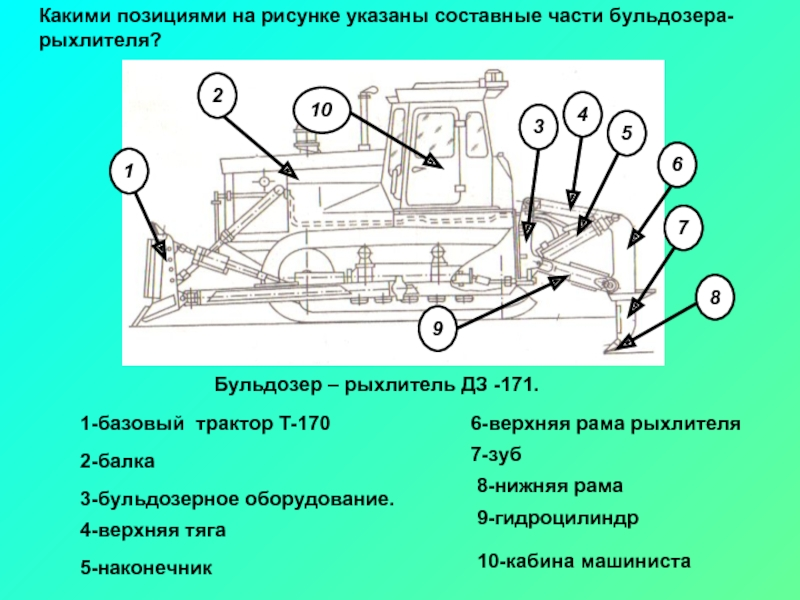 Какими позициями на рисунке указаны составные части бульдозера-
рыхлителя?
2
10
3
4
5
1
6
7
8
9
Бульдозер – рыхлитель ДЗ -171.
1-базовый трактор Т-170
2-балка
3-бульдозерное оборудование.
4-верхняя тяга
5-наконечник
6-верхняя рама рыхлителя
7-зуб
8-нижняя рама
9-гидроцилиндр
10-кабина машиниста